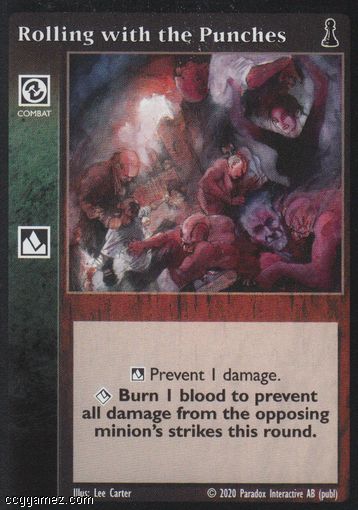 Rolling with the Punches
COMBAT
Prevent 1 damage.
Burn 1 blood to prevent
all damage from the opposing
minion's strikes this round.
Illus: Lee Carter
© 2020 Paradox Interactive AB (publ)
ccggamez.com